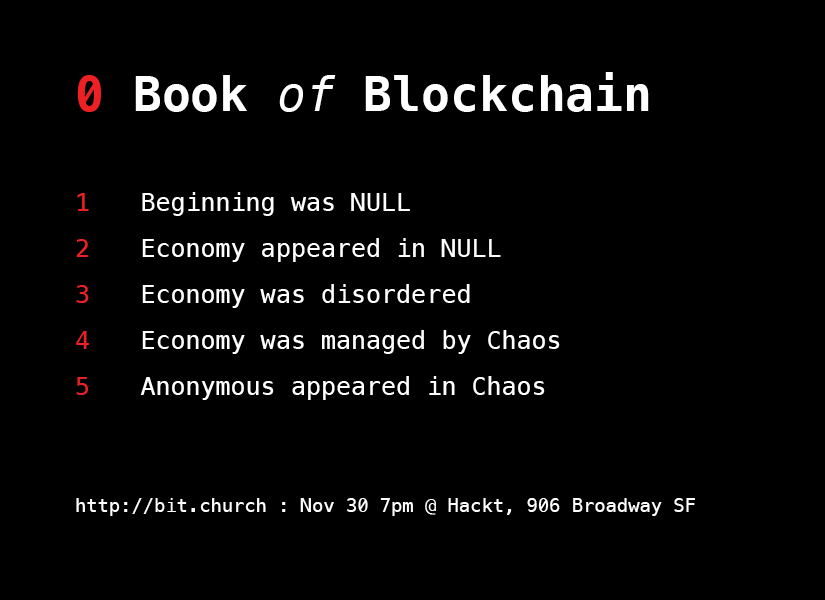 0 Book of Blockchain
1 Beginning was NULL
2 Economy appeared in NULL
3 Economy was disordered
4 Economy was managed by Chaos
5 Anonymous appeared in Chaos
http://bit.church : Nov 30 7pm @ Hackt, 906 Broadway SF